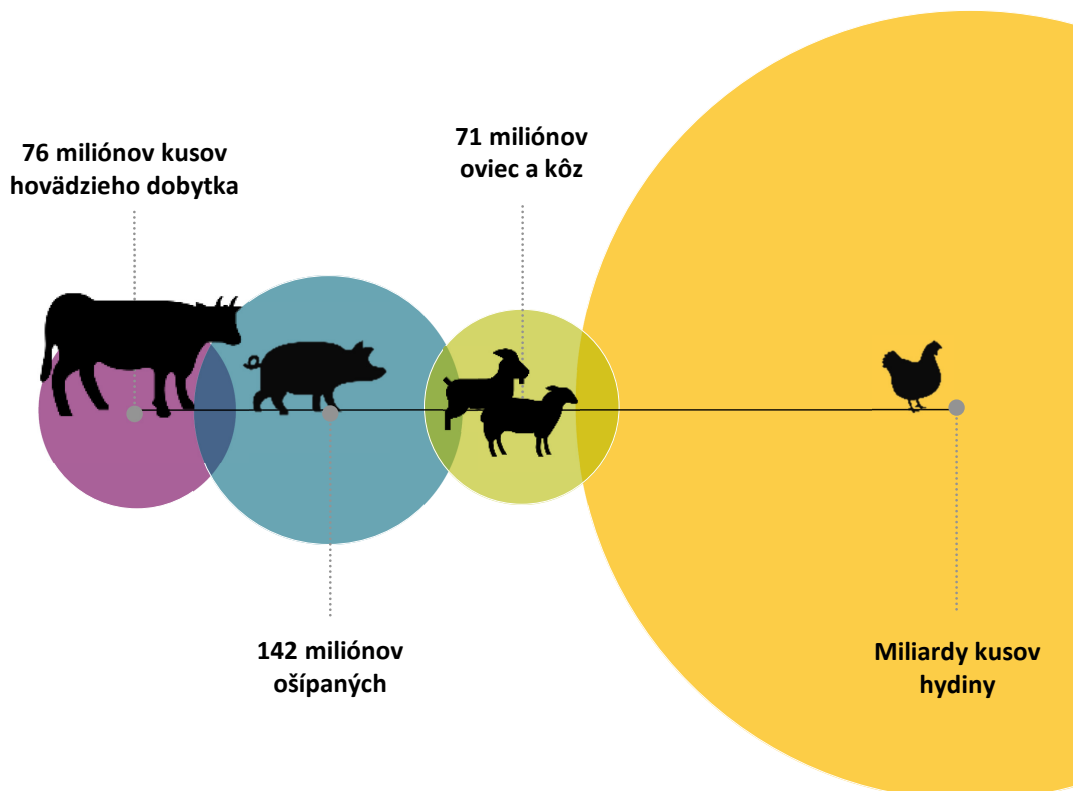 76 miliónov kusov
hovädzieho dobytka
142 miliónov
ošípaných
71 miliónov
oviec a kôz
Miliardy kusov
hydiny